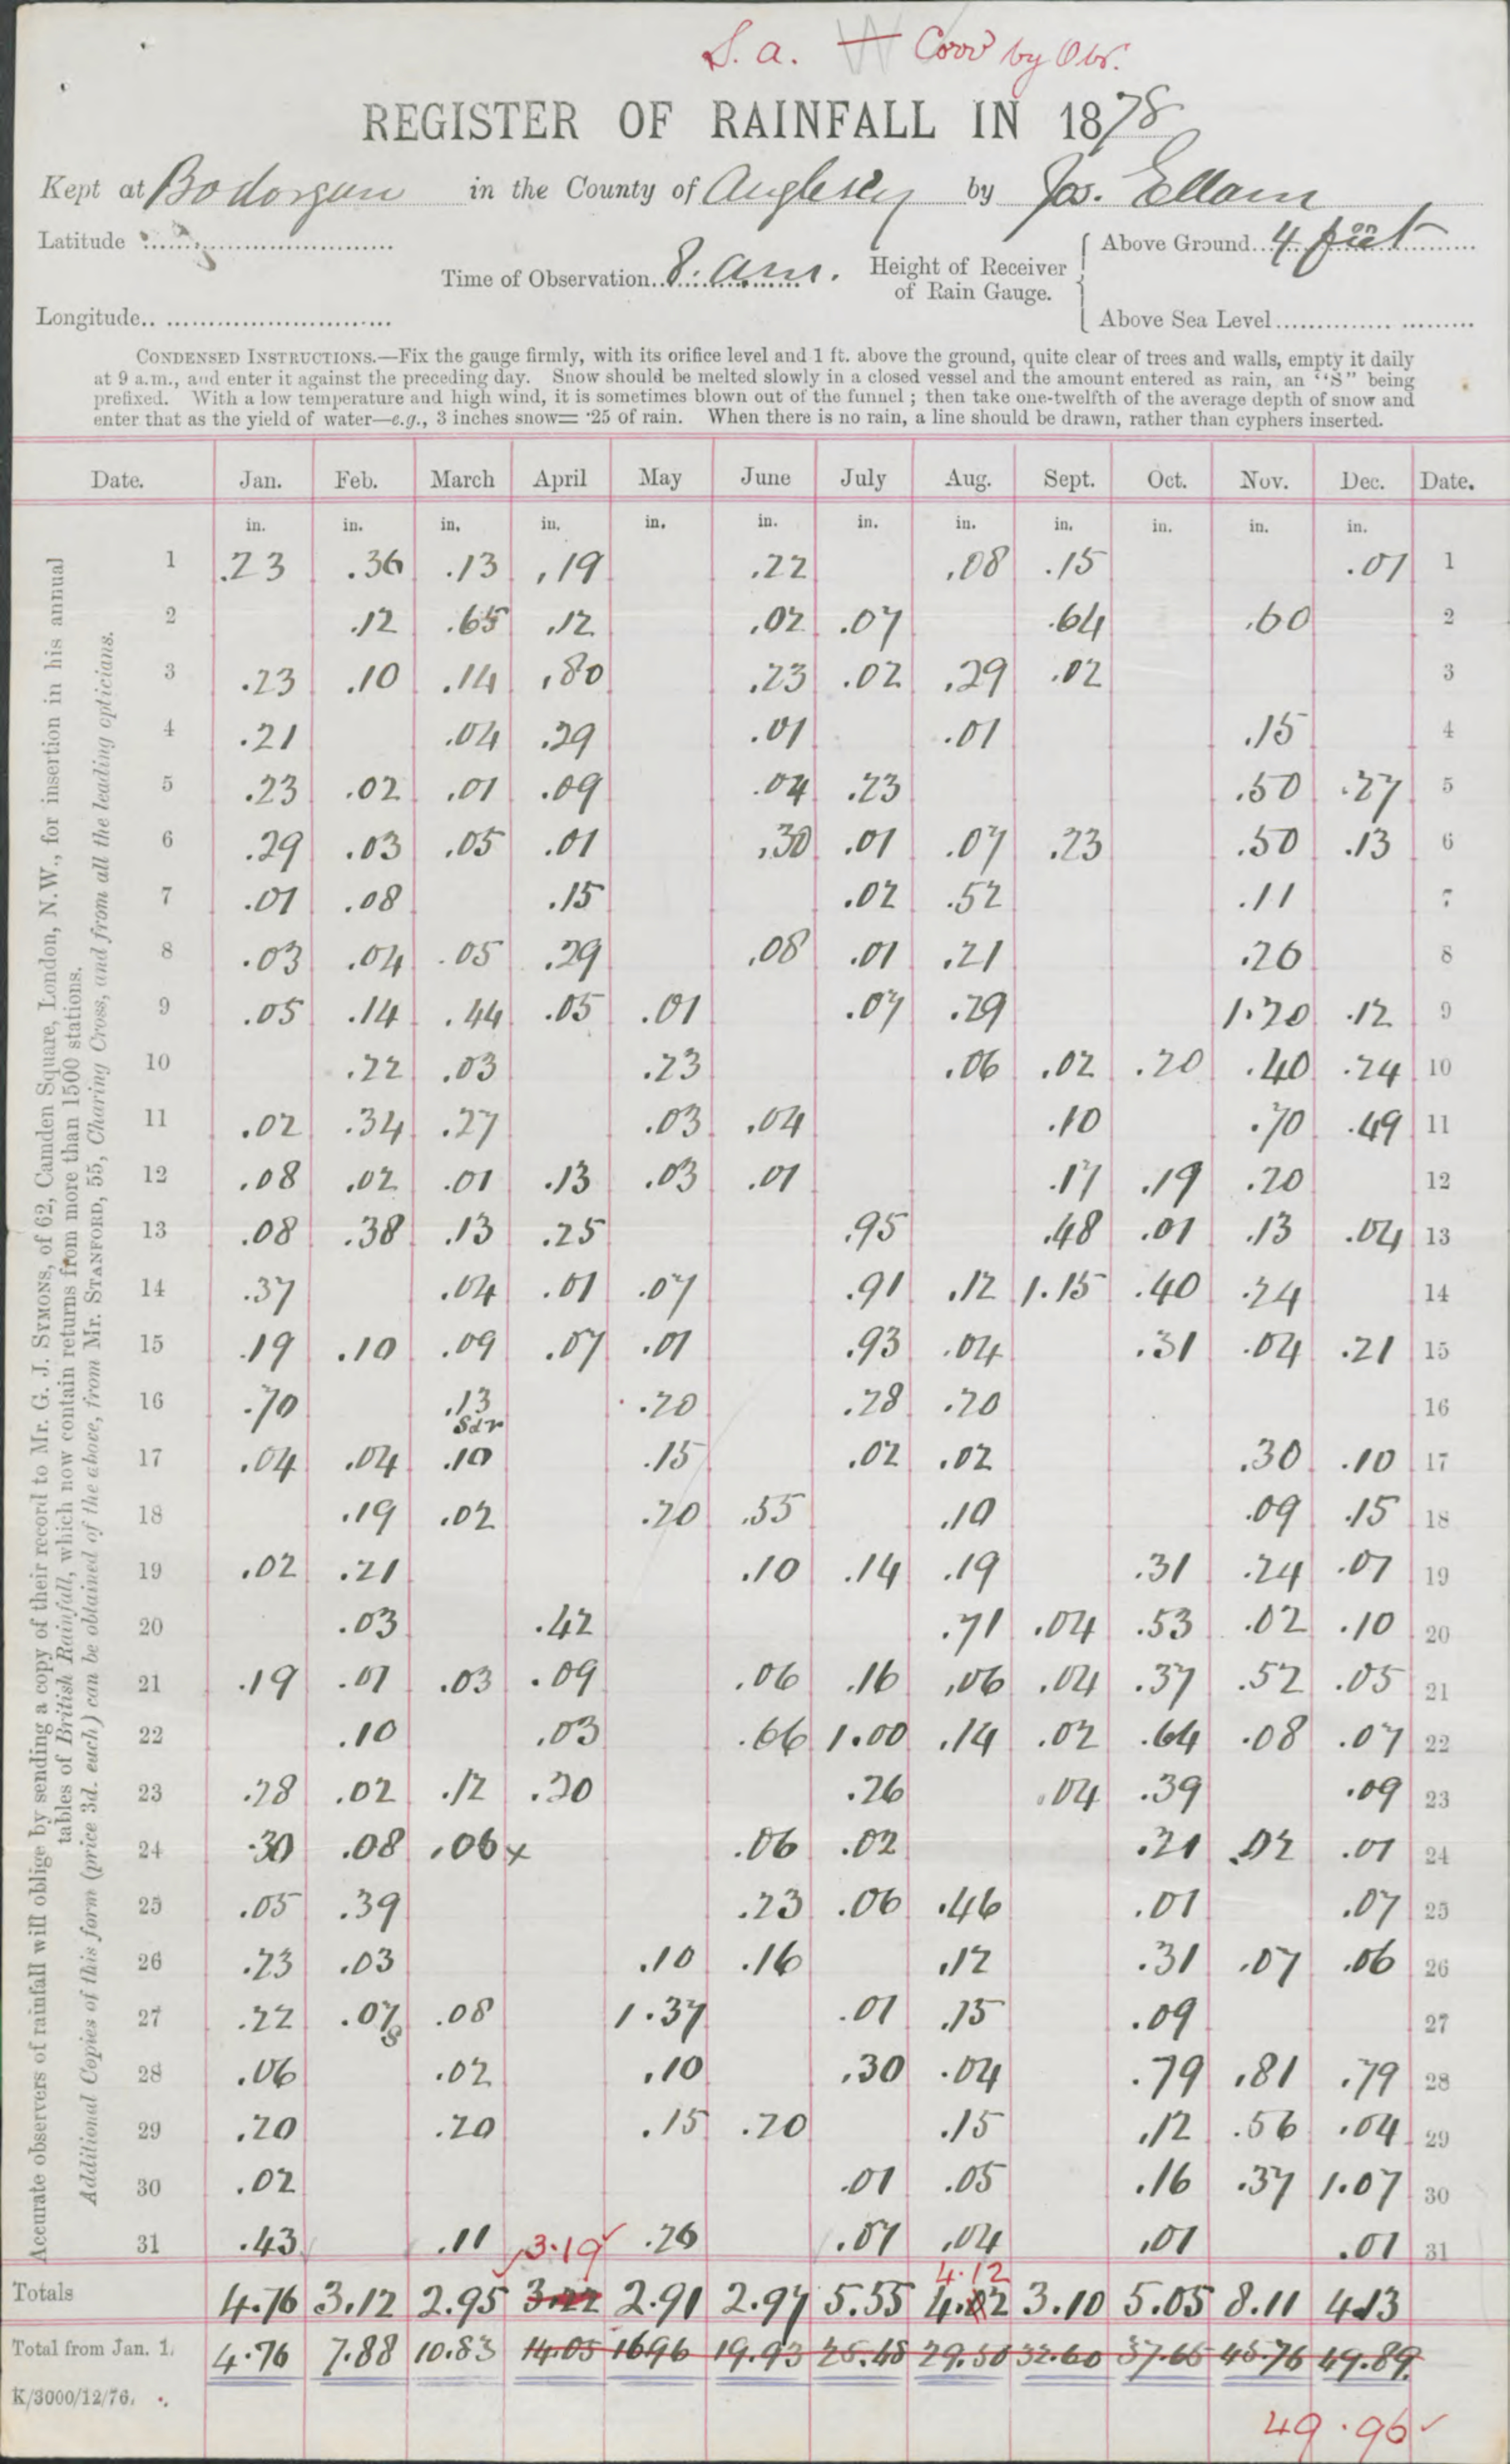 S. a. H Corrd by Obr.
REGISTER OF RAINFALL IN 1878
Kept at Bodorgan in the County of Anglesey by Jos. Ellam
Latitude
Above Ground 4 feet
Time of Observation 8. a.m. Height of Receiver of Rain Gauge.
Longitude
Above Sea Level
CONDENSED INSTRUCTIONS.—Fix the gauge firmly, with its orifice level and 1 ft. above the ground, quite clear of trees and walls, empty it daily
at 9 a.m., and enter it against the preceding day. Snow should be melted slowly in a closed vessel and the amount entered as rain, an "S" being
prefixed. With a low temperature and high wind, it is sometimes blown out of the funnel; then take one-twelfth of the average depth of snow and
enter that as the yield of water—e.g., 3 inches snow= ·25 of rain. When there is no rain, a line should be drawn, rather than cyphers inserted.
Date. Jan. Feb. March April May June July Aug. Sept. Oct. Nov. Dec. Date.
in. in. in. in. in. in. in. in. in. in. in. in.
1 .23 .36 .13 .19 .22 .08 .15 .01 1
2 .12 .65 .12 .02 .07 .64 .60 2
3 .23 .10 .14 .80 .23 .02 .29 .02 3
4 .21 .04 .29 .01 .01 .15 4
5 .23 .02 .01 .09 .04 .23 .50 .27 5
6 .29 .03 .05 .01 .30 .01 .07 .23 .50 .13 6
7 .01 .08 .15 .02 .52 .11 7
8 .03 .04 .05 .29 .08 .01 .21 .26 8
9 .05 .14 .44 .05 .01 .07 .29 1.20 .12 9
10 .22 .03 .23 .06 .02 .20 .40 .24 10
11 .02 .34 .27 .03 .04 .10 .70 .49 11
12 .08 .02 .01 .13 .03 .01 .17 .19 .20 12
13 .08 .38 .13 .25 .95 .48 .01 .13 .04 13
14 .37 .04 .01 .07 .91 .12 1.15 .40 .24 14
15 .19 .10 .09 .07 .01 .93 .04 .31 .04 .21 15
16 .70 .13 .20 .28 .20 16
S&r
17 .04 .04 .10 .15 .02 .02 .30 .10 17
18 .19 .02 .20 .55 .10 .09 .15 18
19 .02 .21 .10 .14 .19 .31 .24 .01 19
20 .03 .42 .71 .04 .53 .02 .10 20
21 .19 .01 .03 .09 .06 .16 .06 .04 .37 .52 .05 21
22 .10 .03 .66 1.00 .14 .02 .64 .08 .07 22
23 .28 .02 .12 .20 .26 .04 .39 .09 23
24 .30 .08 .06 x .06 .02 .21 .02 .01 24
25 .05 .39 .23 .06 .46 .01 .07 25
26 .23 .03 .10 .16 .12 .31 .07 .06 26
27 .22 .07 S .08 1.37 .01 .15 .09 27
28 .06 .02 .10 .30 .04 .79 .81 .79 28
29 .20 .20 .15 .20 .15 .12 .56 .04 29
30 .02 .01 .05 .16 .37 1.07 30
31 .43 .11 .26 .07 .04 .01 .01 31
3.19 4.12
Totals 4.76 3.12 2.95 3.22 2.91 2.97 5.55 4.02 3.10 5.05 8.11 4.13
Total from Jan. 1. 4.76 7.88 10.83 14.05 16.96 19.93 25.48 29.50 32.60 37.65 45.76 49.89
K/3000/12/76.
49.96
Accurate observers of rainfall will oblige by sending a copy of their record to Mr. G. J. SYMONS, of 62, Camden Square, London, N.W., for insertion in his annual
tables of British Rainfall, which now contain returns from more than 1500 stations.
Additional Copies of this form (price 3d. each) can be obtained of the above, from Mr. STANFORD, 55, Charing Cross, and from all the leading opticians.